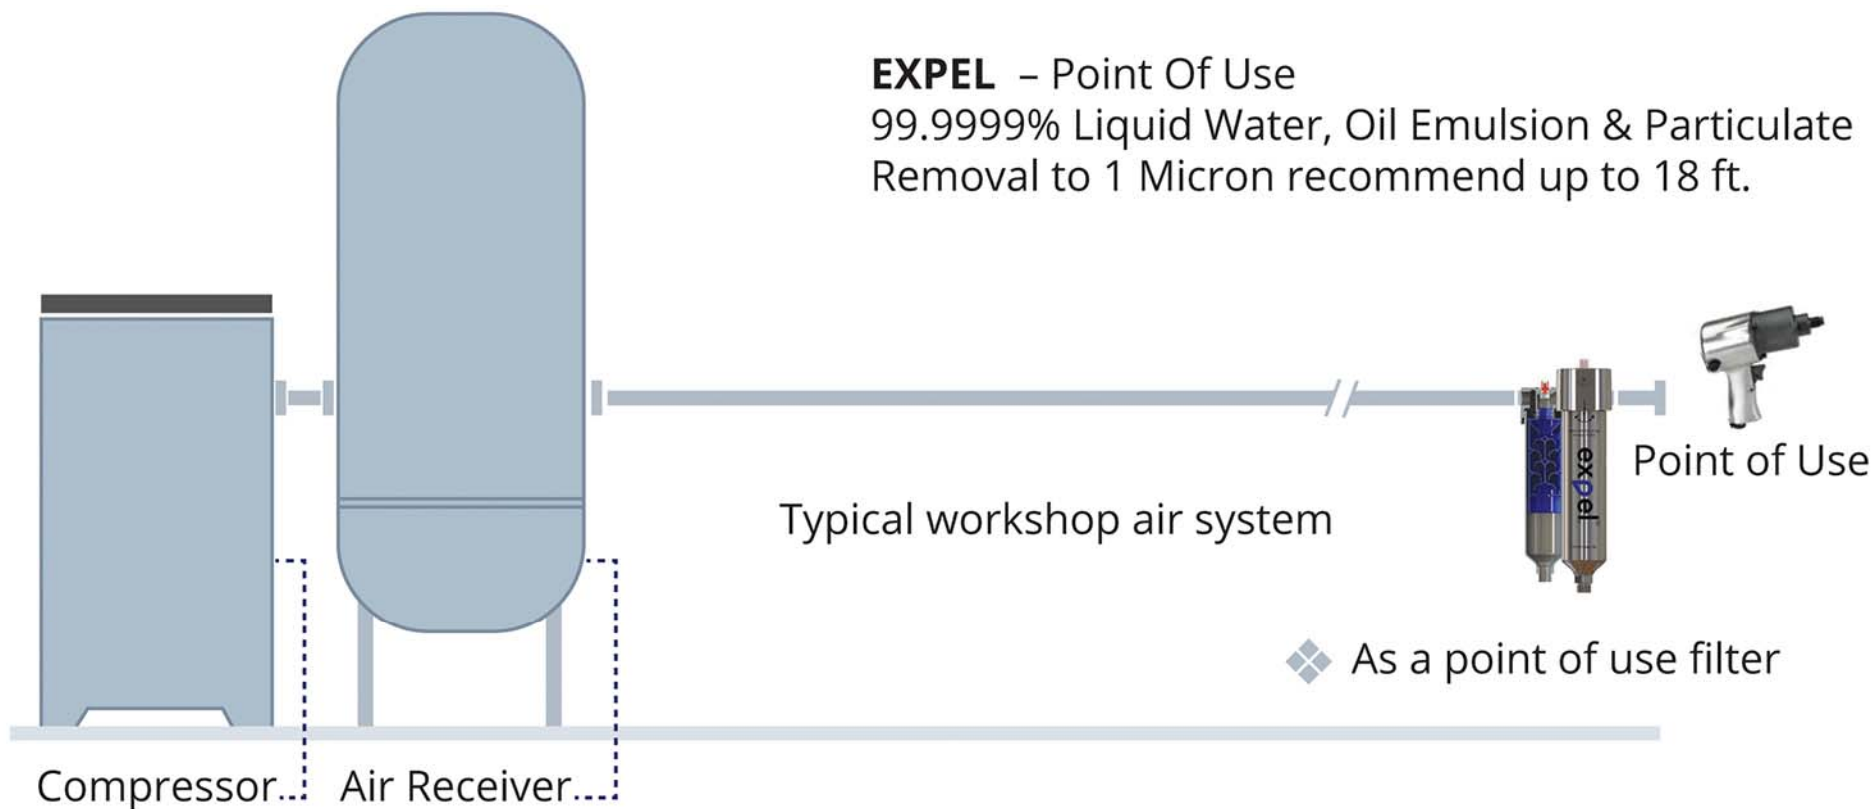 EXPEL – Point Of Use
99.9999% Liquid Water, Oil Emulsion & Particulate
Removal to 1 Micron recommend up to 18 ft.
expel
Point of Use
Typical workshop air system
As a point of use filter
Compressor
Air Receiver